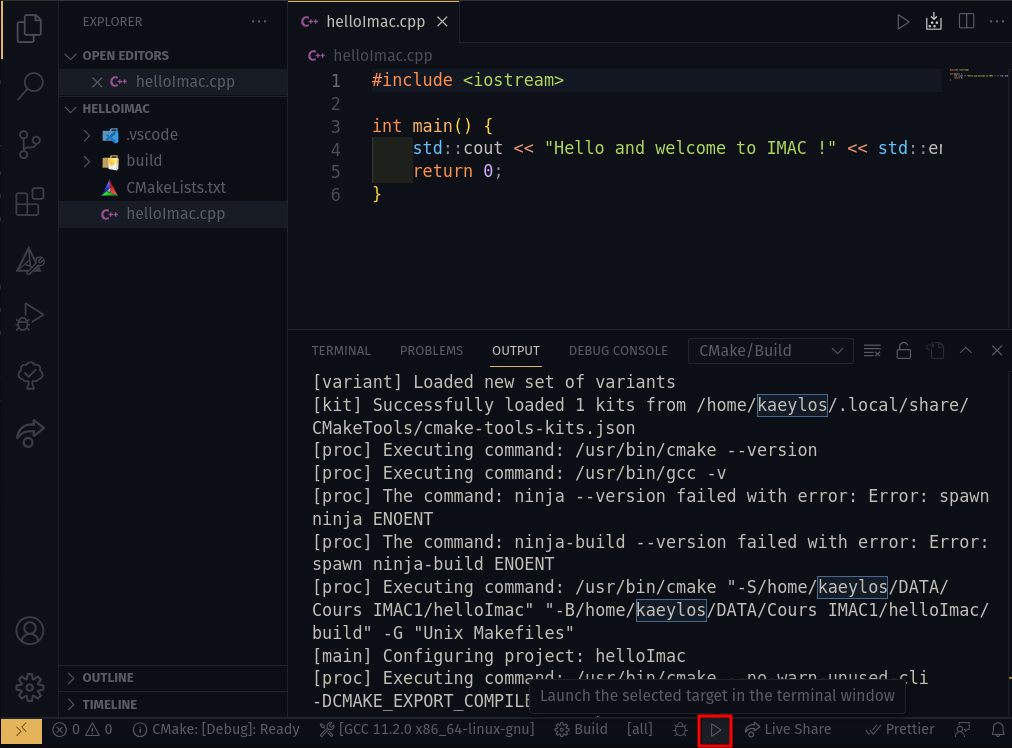 EXPLORER
OPEN EDITORS
helloImac.cpp
HELLOIMAC
.vscode
build
CMakeLists.txt
helloImac.cpp
OUTLINE
TIMELINE
helloImac.cpp
helloImac.cpp
1 #include <iostream>
2
3 int main() {
4 std::cout << "Hello and welcome to IMAC !" << std::en
5 return 0;
6 }
TERMINAL PROBLEMS OUTPUT DEBUG CONSOLE CMake/Build
[variant] Loaded new set of variants
[kit] Successfully loaded 1 kits from /home/kaeylos/.local/share/
CMakeTools/cmake-tools-kits.json
[proc] Executing command: /usr/bin/cmake --version
[proc] Executing command: /usr/bin/gcc -v
[proc] The command: ninja --version failed with error: Error: spawn
ninja ENOENT
[proc] The command: ninja-build --version failed with error: Error:
spawn ninja-build ENOENT
[proc] Executing command: /usr/bin/cmake "-S/home/kaeylos/DATA/
Cours IMAC1/helloImac" "-B/home/kaeylos/DATA/Cours IMAC1/helloImac/
build" -G "Unix Makefiles"
[main] Configuring project: helloImac
[proc] Executing command: /usr/bin/cmake --no-warn-unused-cli
-DCMAKE_EXPORT_COMPILE
Launch the selected target in the terminal window
0 0 CMake: [Debug]: Ready [GCC 11.2.0 x86_64-linux-gnu] Build [all] Live Share Prettier